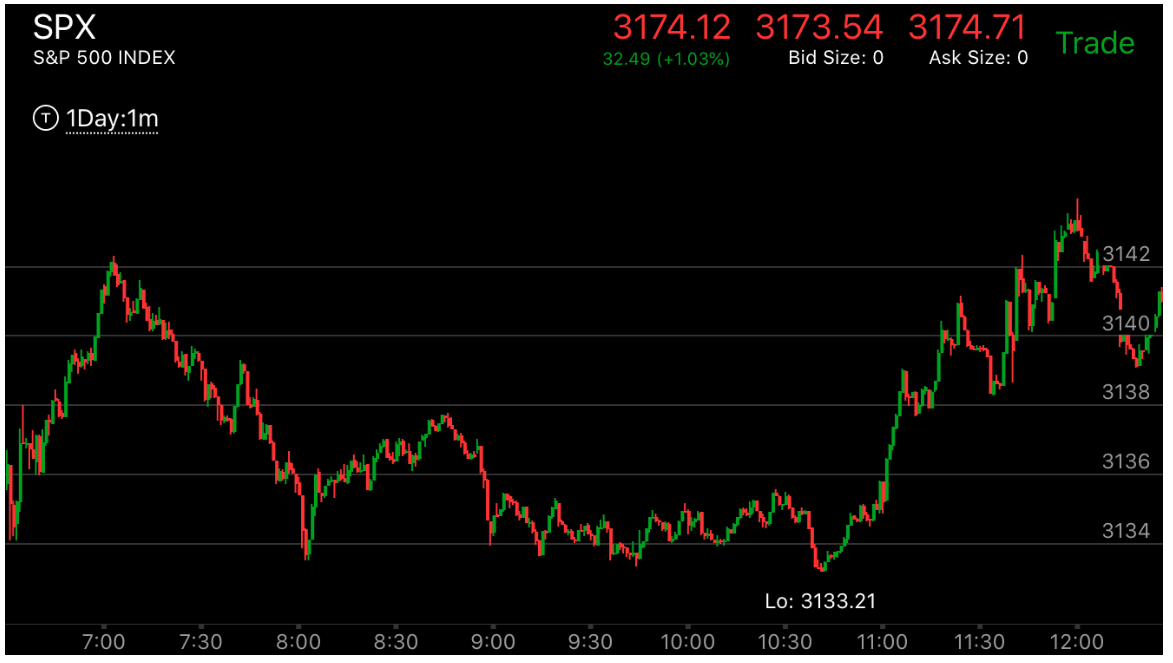 SPX 3174.12 3173.54 3174.71 Trade
S&P 500 INDEX 32.49 (+1.03%) Bid Size: 0 Ask Size: 0
T 1Day:1m
3142
3140
3138
3136
3134
Lo: 3133.21
7:00 7:30 8:00 8:30 9:00 9:30 10:00 10:30 11:00 11:30 12:00